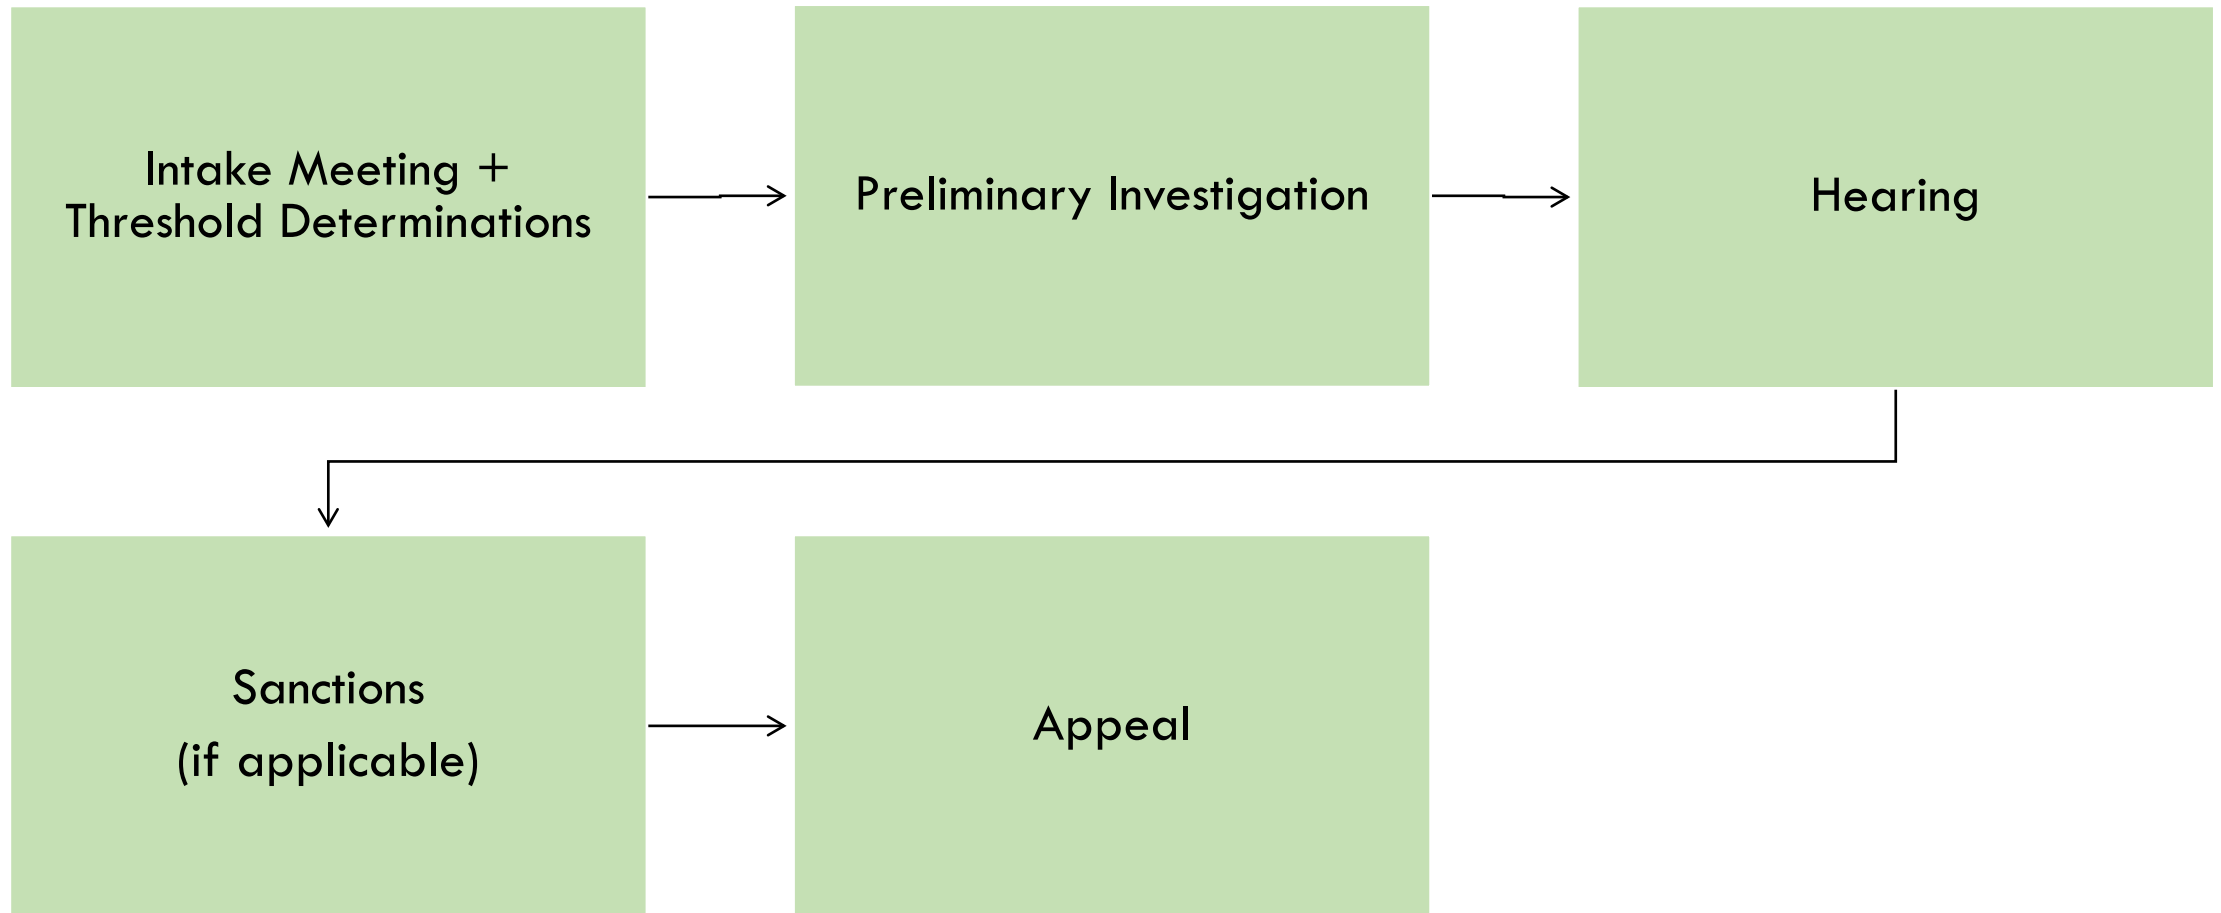 Intake Meeting +
Threshold Determinations
Preliminary Investigation
Hearing
Sanctions
(if applicable)
Appeal